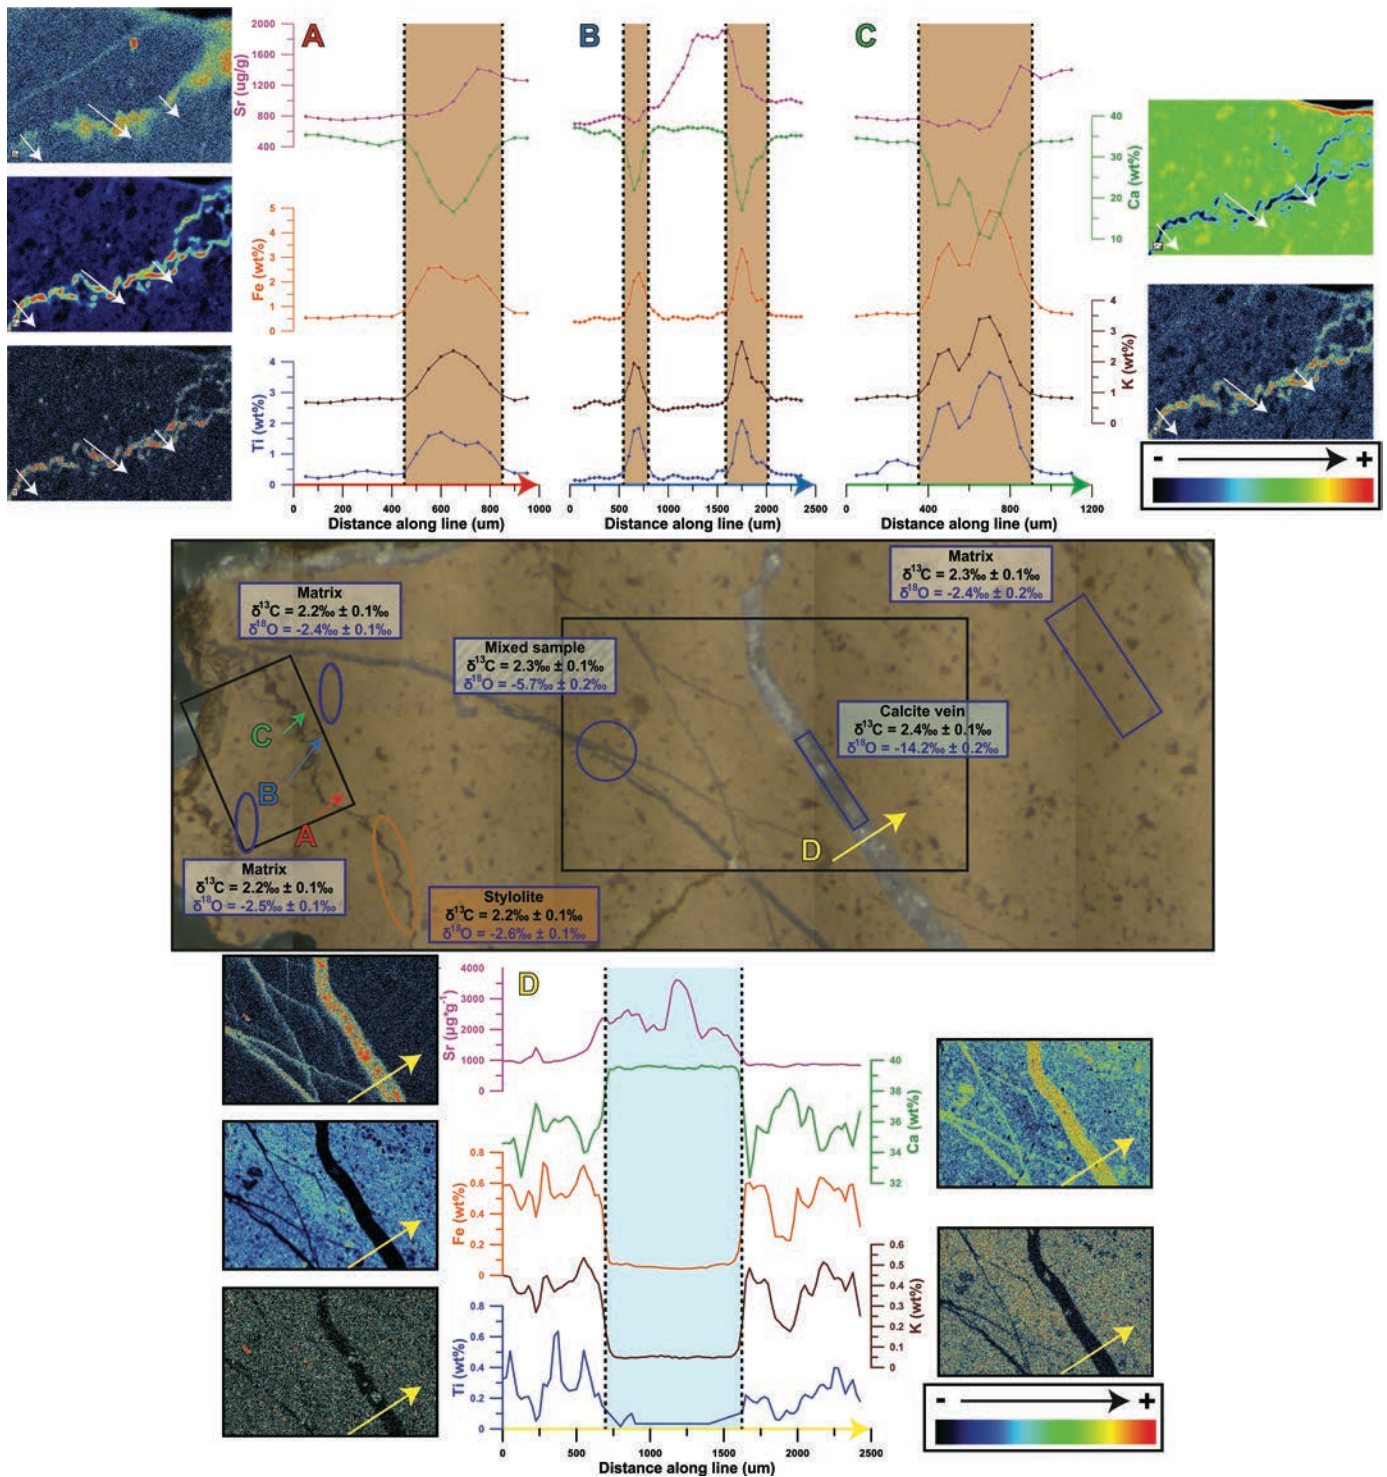 A
B
C
Sr (ug/g)
2000
1600
1200
800
400
40
30
20
10
Ca (wt%)
Fe (wt%)
5
4
3
2
1
0
4
3
2
1
0
K (wt%)
Ti (wt%)
4
3
2
1
0
- +
0 200 400 600 800 1000
0 500 1000 1500 2000 2500
0 400 800 1200
Distance along line (um)
Distance along line (um)
Distance along line (um)
Matrix
δ13C = 2.3‰ ± 0.1‰
δ18O = -2.4‰ ± 0.2‰
Matrix
δ13C = 2.2‰ ± 0.1‰
δ18O = -2.4‰ ± 0.1‰
Mixed sample
δ13C = 2.3‰ ± 0.1‰
δ18O = -5.7‰ ± 0.2‰
Calcite vein
δ13C = 2.4‰ ± 0.1‰
δ18O = -14.2‰ ± 0.2‰
C
B
A
D
Matrix
δ13C = 2.2‰ ± 0.1‰
δ18O = -2.5‰ ± 0.1‰
Stylolite
δ13C = 2.2‰ ± 0.1‰
δ18O = -2.6‰ ± 0.1‰
D
Sr (µg*g-1)
4000
3000
2000
1000
0
40
38
36
34
32
Ca (wt%)
Fe (wt%)
0.8
0.6
0.4
0.2
0
0.6
0.5
0.4
0.3
0.2
0.1
0
K (wt%)
Ti (wt%)
0.8
0.6
0.4
0.2
0
- +
0 500 1000 1500 2000 2500
Distance along line (um)